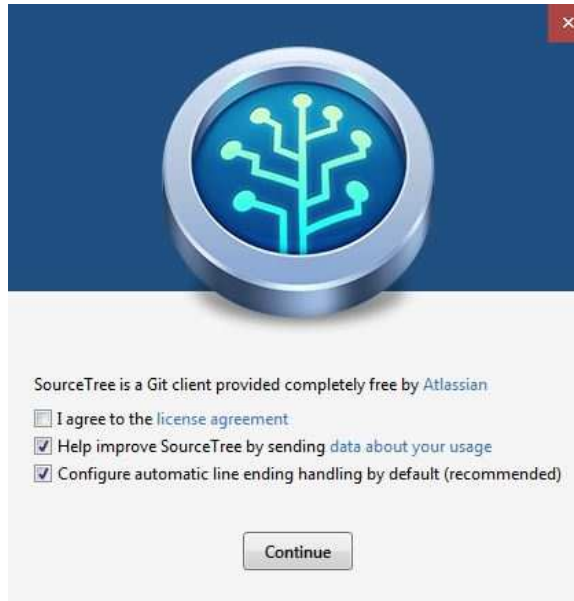 SourceTree is a Git client provided completely free by Atlassian
I agree to the license agreement
Help improve SourceTree by sending data about your usage
Configure automatic line ending handling by default (recommended)
Continue